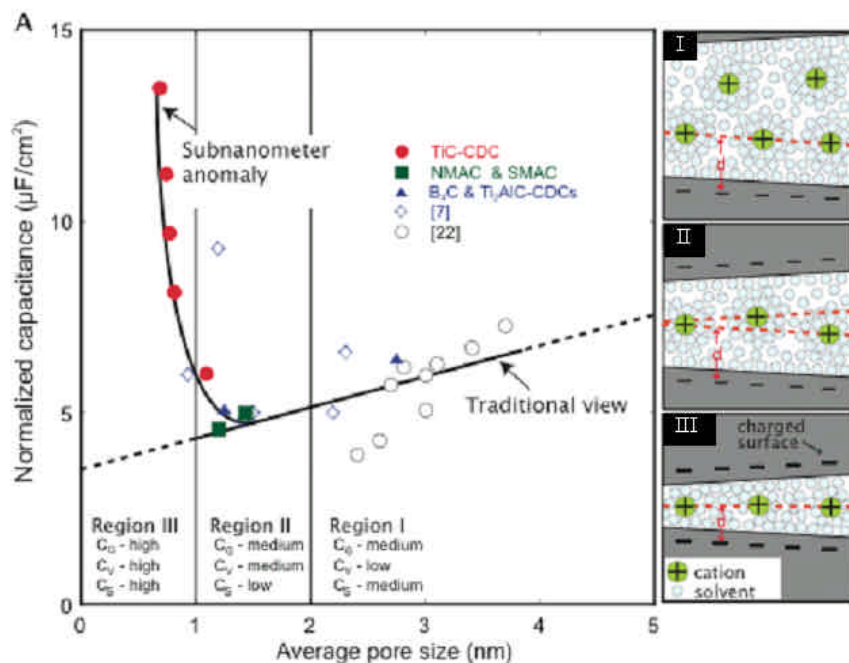 A
15
10
5
0
0
1
2
3
4
5
Normalized capacitance (µF/cm²)
Average pore size (nm)
Subnanometer
anomaly
TiC-CDC
NMAC & SMAC
B₄C & Ti₂AlC-CDCs
[7]
[22]
Traditional view
Region III
C_G - high
C_V - high
C_S - high
Region II
C_G - medium
C_V - medium
C_S - low
Region I
C_G - medium
C_V - low
C_S - medium
I
d
II
d
III
charged
surface
d
cation
solvent